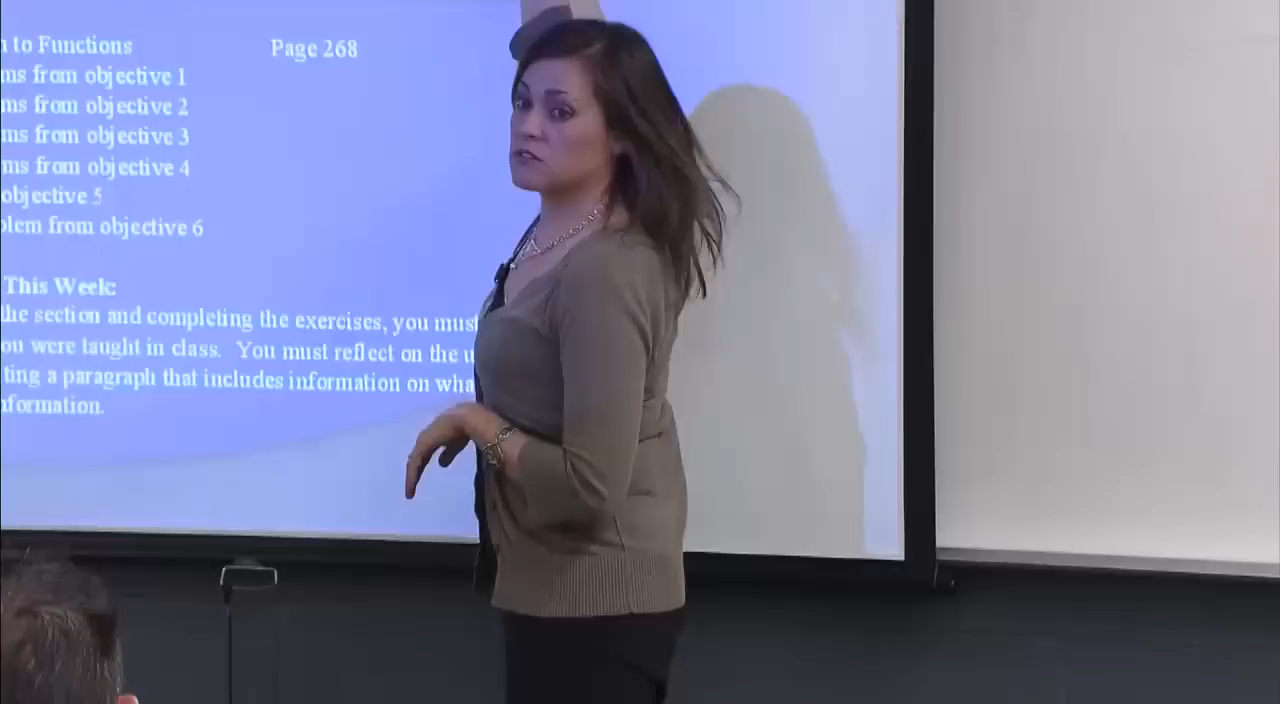 n to Functions Page 268
ms from objective 1
ms from objective 2
ms from objective 3
ms from objective 4
objective 5
blem from objective 6
This Week:
the section and completing the exercises, you must
ou were taught in class. You must reflect on the u
ting a paragraph that includes information on wha
nformation.